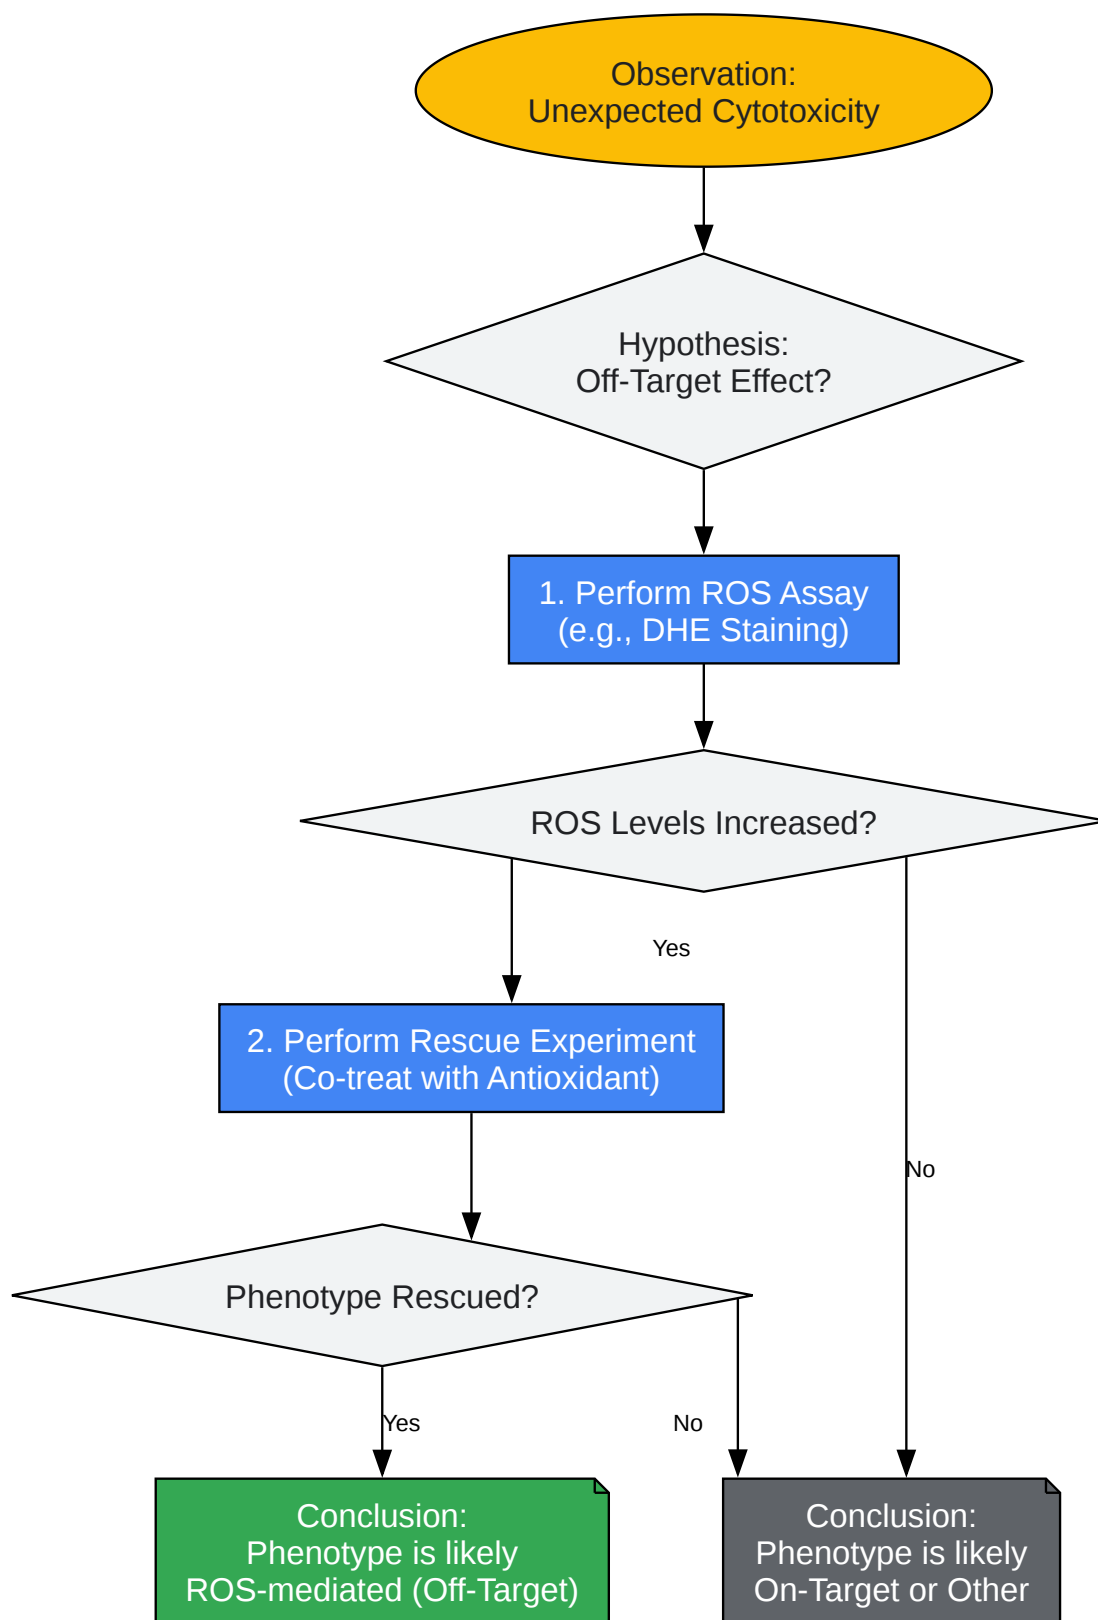 Observation:
Unexpected Cytotoxicity
Hypothesis:
Off-Target Effect?
1. Perform ROS Assay
(e.g., DHE Staining)
ROS Levels Increased?
Yes
2. Perform Rescue Experiment
(Co-treat with Antioxidant)
No
Phenotype Rescued?
Yes
No
Conclusion:
Phenotype is likely
ROS-mediated (Off-Target)
Conclusion:
Phenotype is likely
On-Target or Other